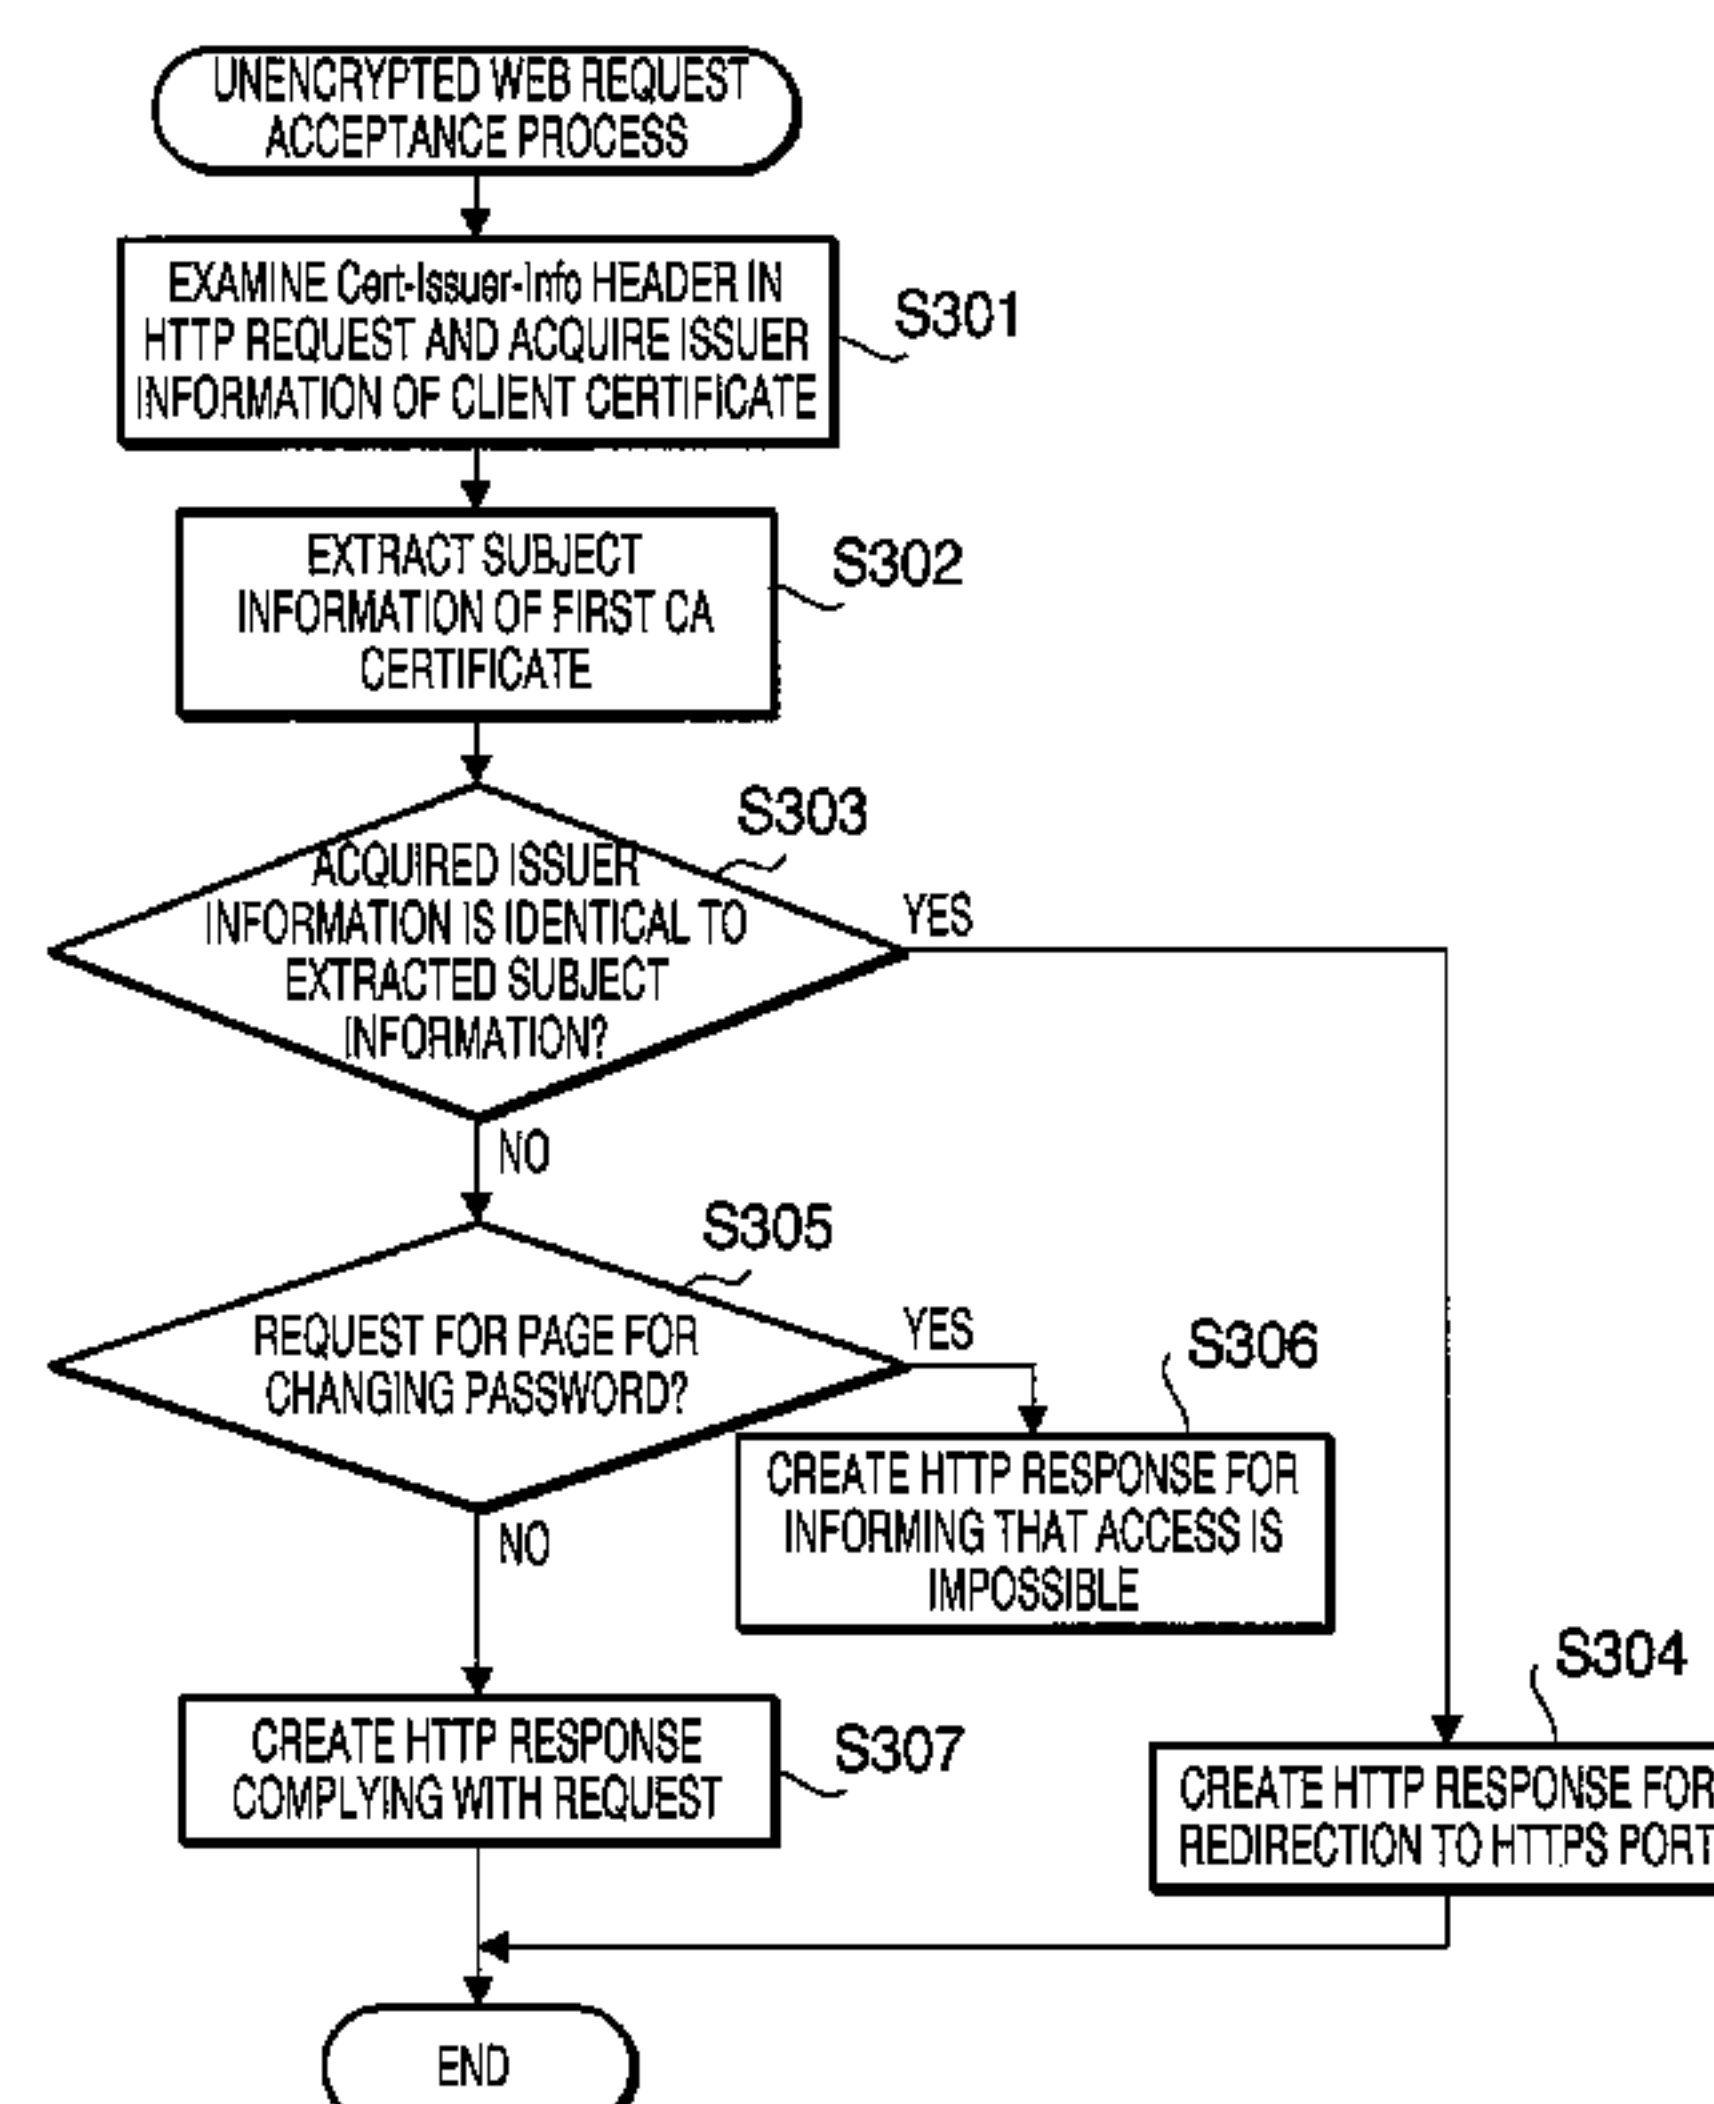 UNENCRYPTED WEB REQUEST
ACCEPTANCE PROCESS
EXAMINE Cert-Issuer-Info HEADER IN
HTTP REQUEST AND ACQUIRE ISSUER
INFORMATION OF CLIENT CERTIFICATE
S301
EXTRACT SUBJECT
INFORMATION OF FIRST CA
CERTIFICATE
S302
S303
ACQUIRED ISSUER
INFORMATION IS IDENTICAL TO
EXTRACTED SUBJECT
INFORMATION?
YES
NO
S305
REQUEST FOR PAGE FOR
CHANGING PASSWORD?
YES
NO
S306
CREATE HTTP RESPONSE FOR
INFORMING THAT ACCESS IS
IMPOSSIBLE
S304
CREATE HTTP RESPONSE FOR
REDIRECTION TO HTTPS PORT
CREATE HTTP RESPONSE
COMPLYING WITH REQUEST
S307
END